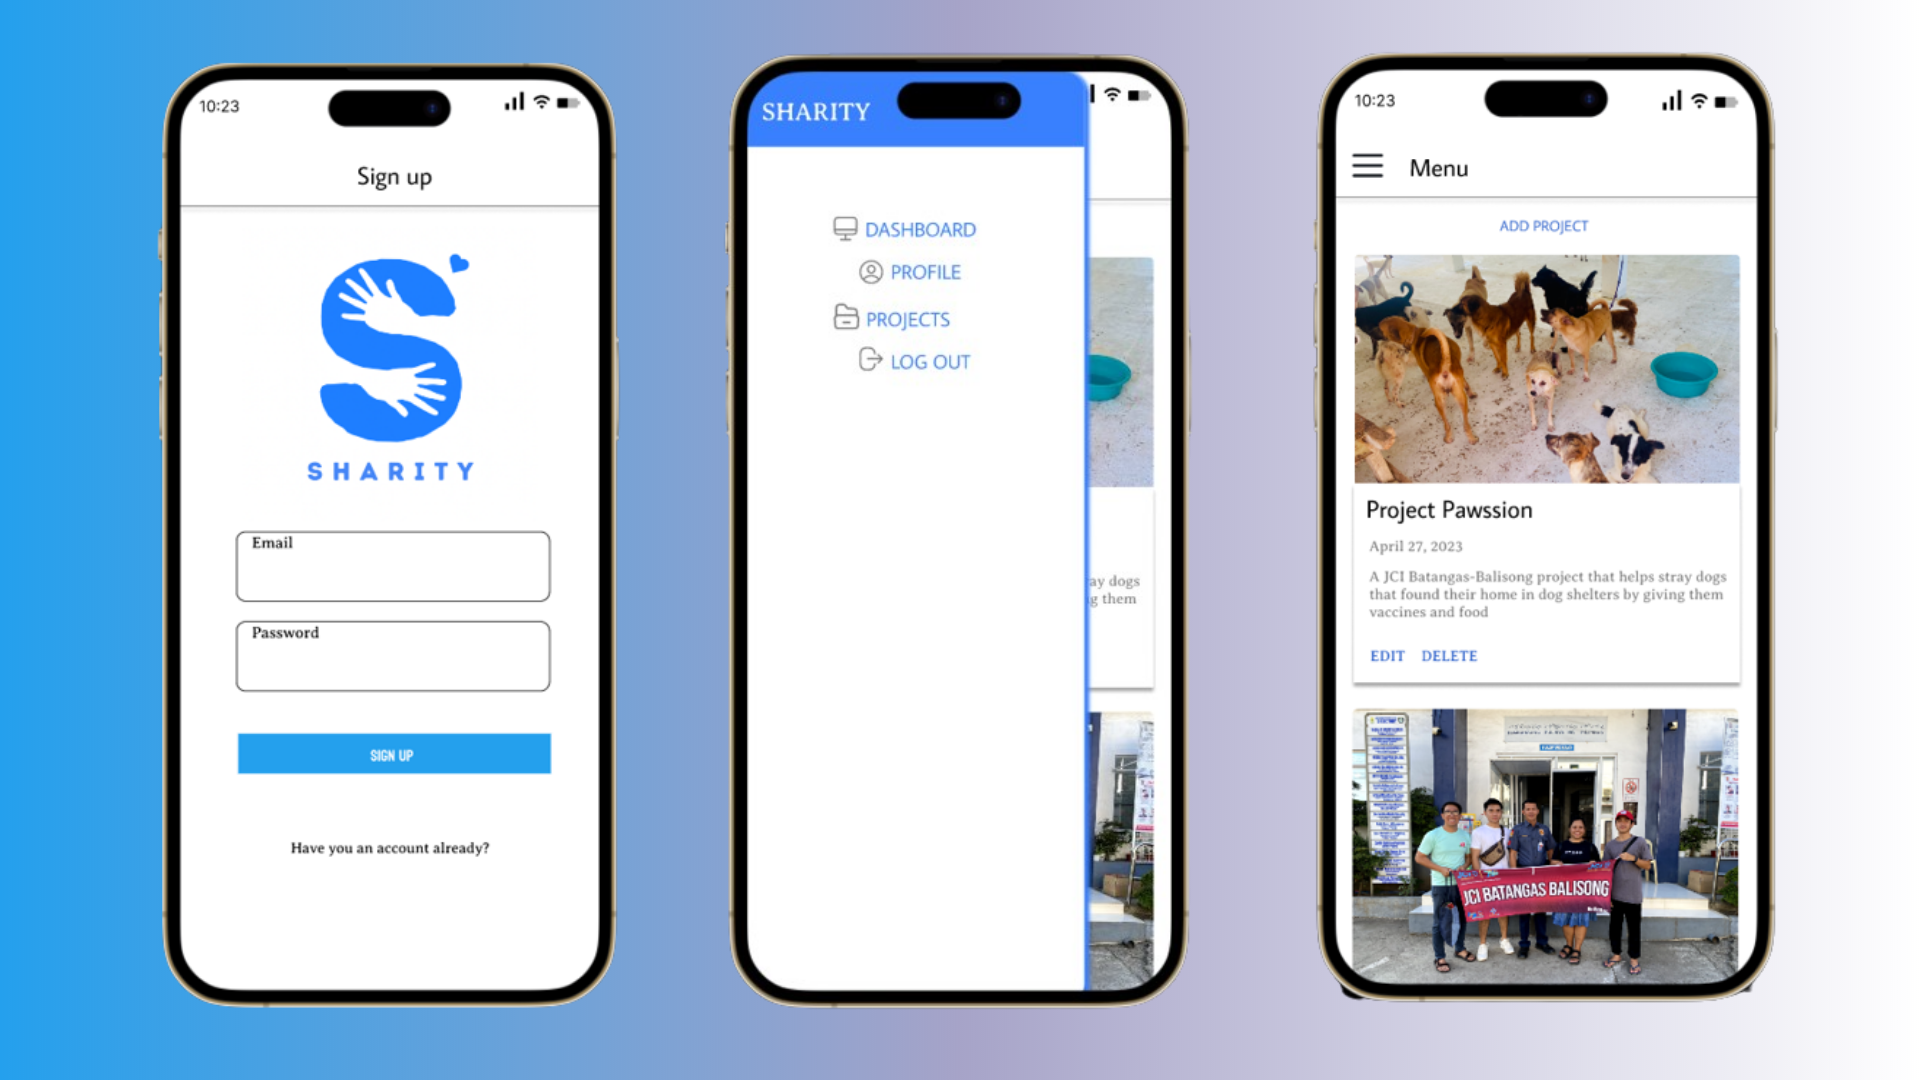 10:23
Sign up
SHARITY
Email
Password
SIGN UP
Have you an account already?
SHARITY
DASHBOARD
PROFILE
PROJECTS
LOG OUT
ay dogs
g them
10:23
Menu
ADD PROJECT
Project Pawssion
April 27, 2023
A JCI Batangas-Balisong project that helps stray dogs
that found their home in dog shelters by giving them
vaccines and food
EDIT DELETE
JCI BATANGAS BALISONG